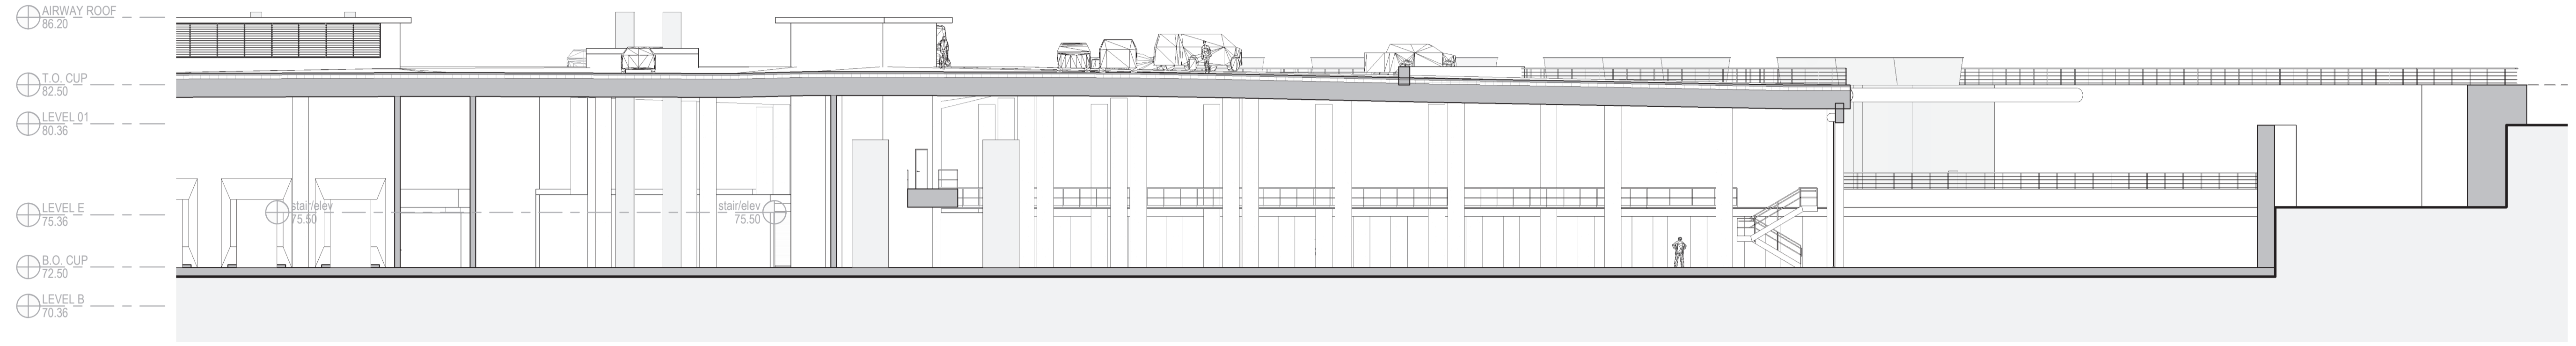 AIRWAY ROOF
86.20
T.O. CUP
82.50
LEVEL 01
80.36
LEVEL E
75.36
stair/elev
75.50
stair/elev
75.50
B.O. CUP
72.50
LEVEL B
70.36